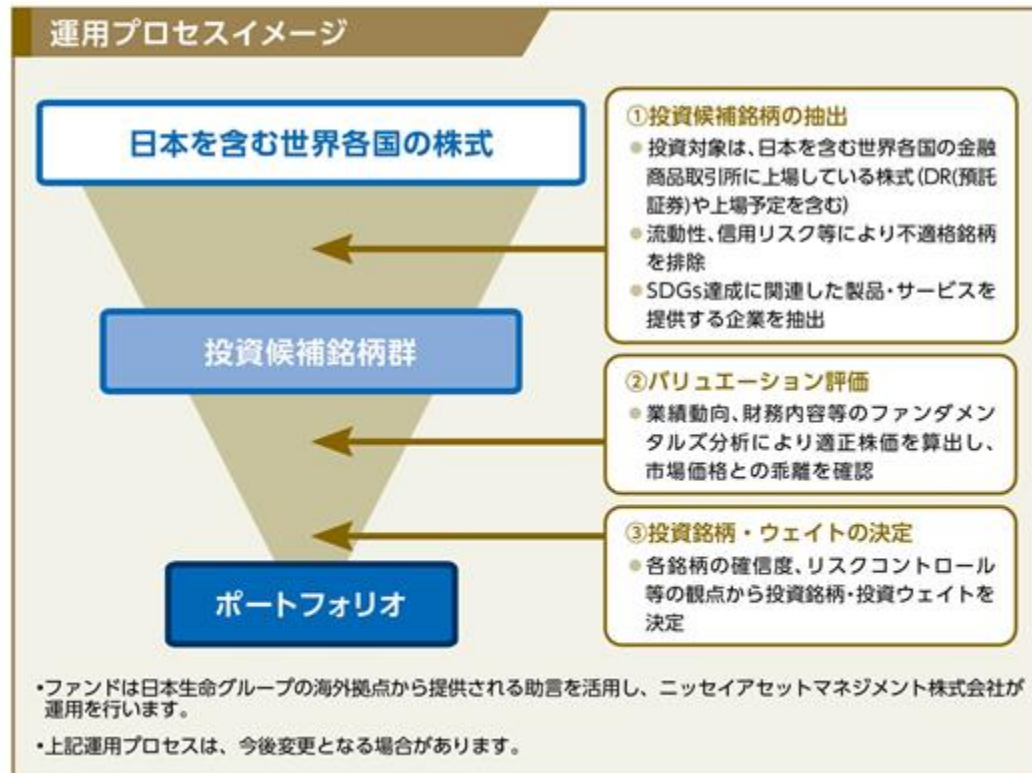 運用プロセスイメージ
日本を含む世界各国の株式
投資候補銘柄群
ポートフォリオ
①投資候補銘柄の抽出
●投資対象は、日本を含む世界各国の金融
商品取引所に上場している株式(DR(預託
証券)や上場予定を含む)
●流動性、信用リスク等により不適格銘柄
を排除
●SDGs達成に関連した製品・サービスを
提供する企業を抽出
②バリュエーション評価
●業績動向、財務内容等のファンダメン
タルズ分析により適正株価を算出し、
市場価格との乖離を確認
③投資銘柄・ウェイトの決定
●各銘柄の確信度、リスクコントロール
等の観点から投資銘柄・投資ウェイトを
決定
・ファンドは日本生命グループの海外拠点から提供される助言を活用し、ニッセイアセットマネジメント株式会社が
運用を行います。
・上記運用プロセスは、今後変更となる場合があります。